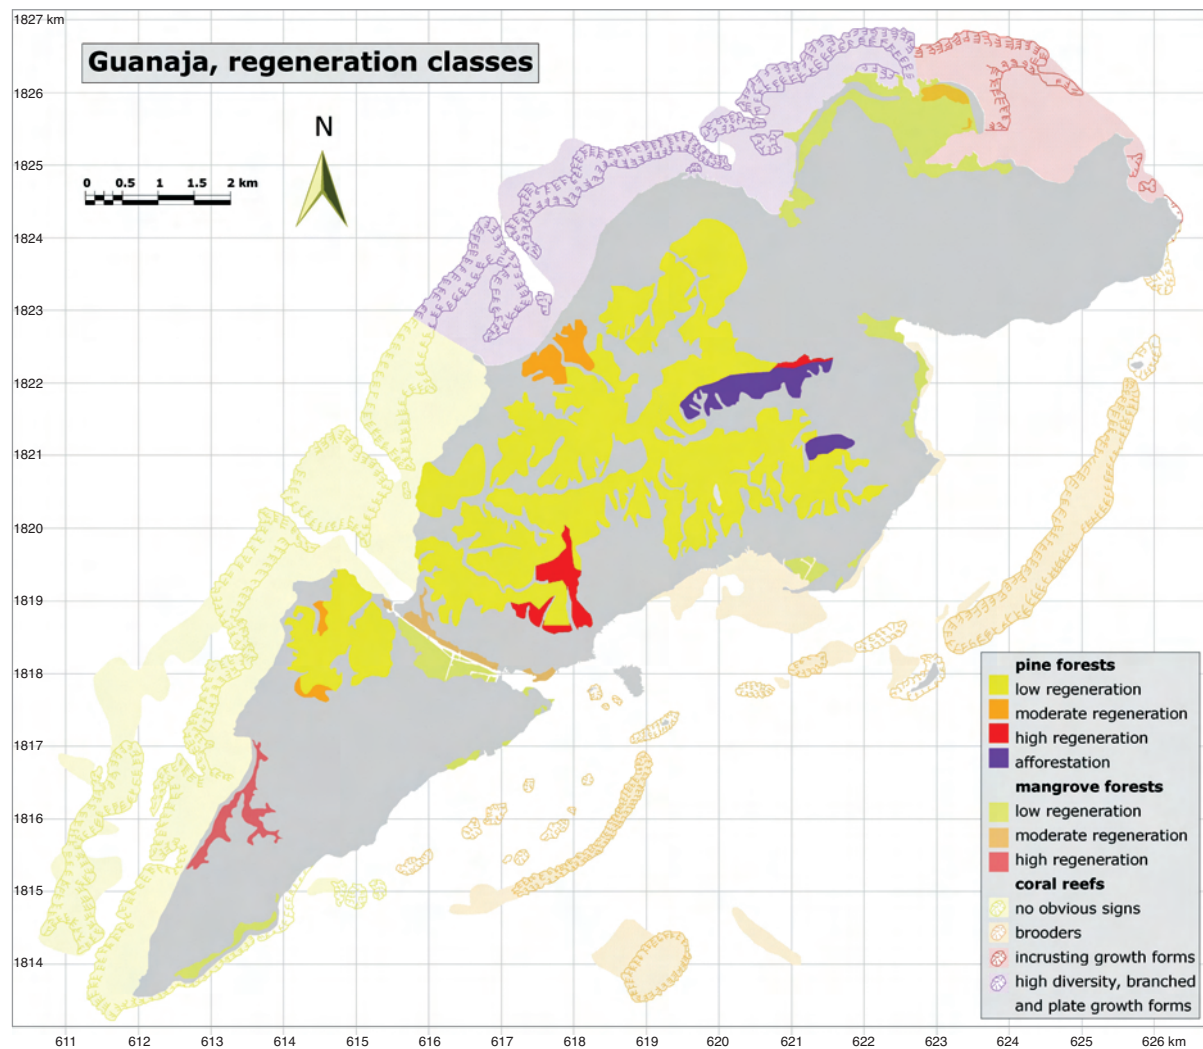 1827 km
Guanaja, regeneration classes
1826
N
1825
0 0.5 1 1.5 2 km
1824
1823
1822
1821
1820
1819
1818
1817
1816
1815
1814
pine forests
low regeneration
moderate regeneration
high regeneration
afforestation
mangrove forests
low regeneration
moderate regeneration
high regeneration
coral reefs
no obvious signs
brooders
incrusting growth forms
high diversity, branched
and plate growth forms
611 612 613 614 615 616 617 618 619 620 621 622 623 624 625 626 km